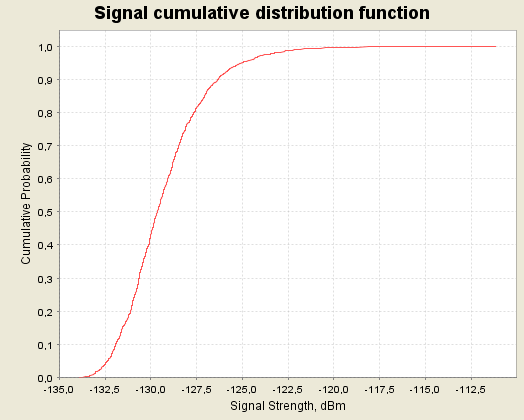 Signal cumulative distribution function
Cumulative Probability
1,0
0,9
0,8
0,7
0,6
0,5
0,4
0,3
0,2
0,1
0,0
-135,0 -132,5 -130,0 -127,5 -125,0 -122,5 -120,0 -117,5 -115,0 -112,5
Signal Strength, dBm